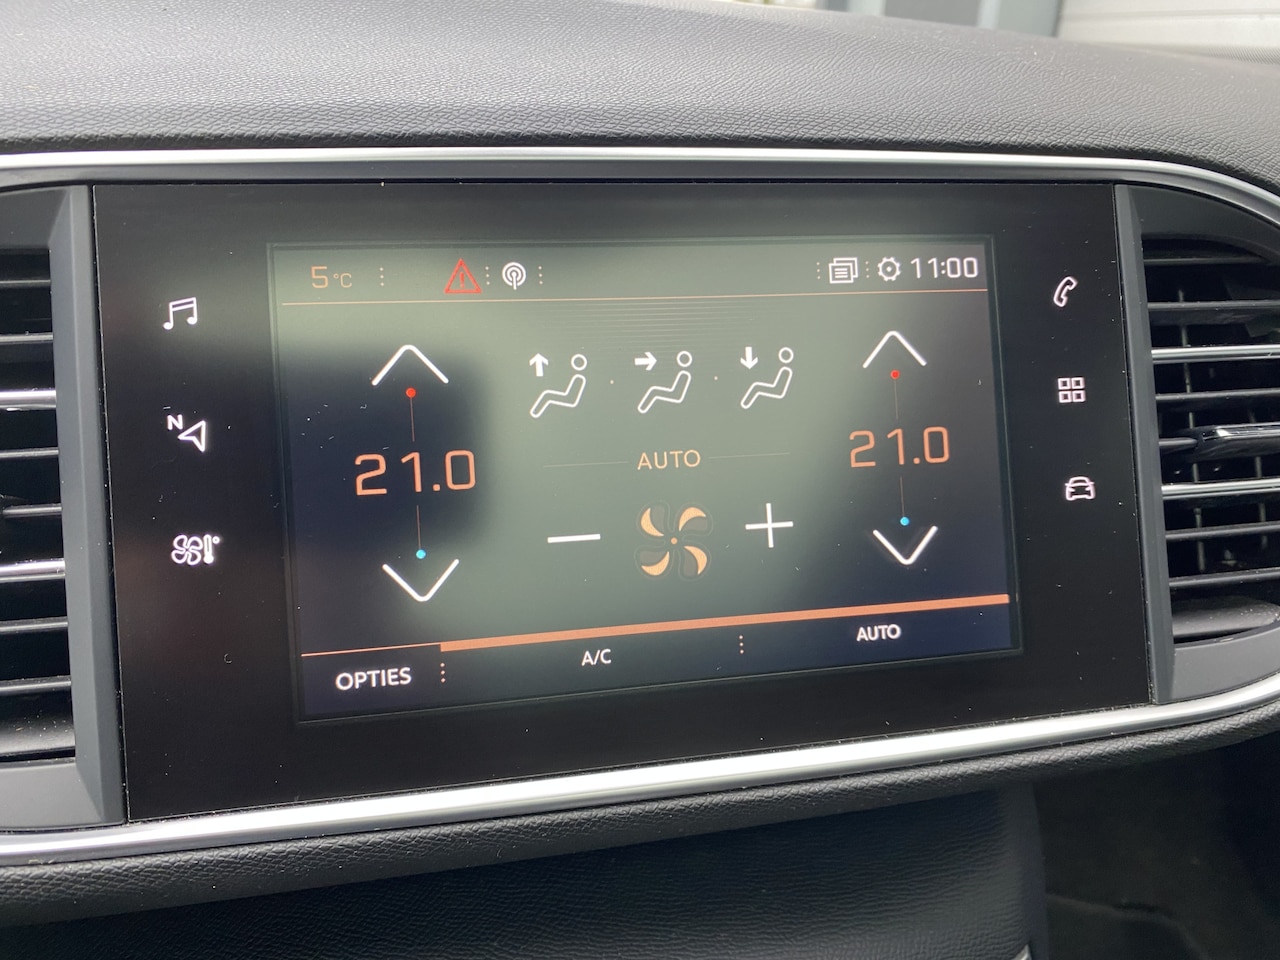 5°C
11:00
N
21.0
21.0
AUTO
OPTIES
A/C
AUTO